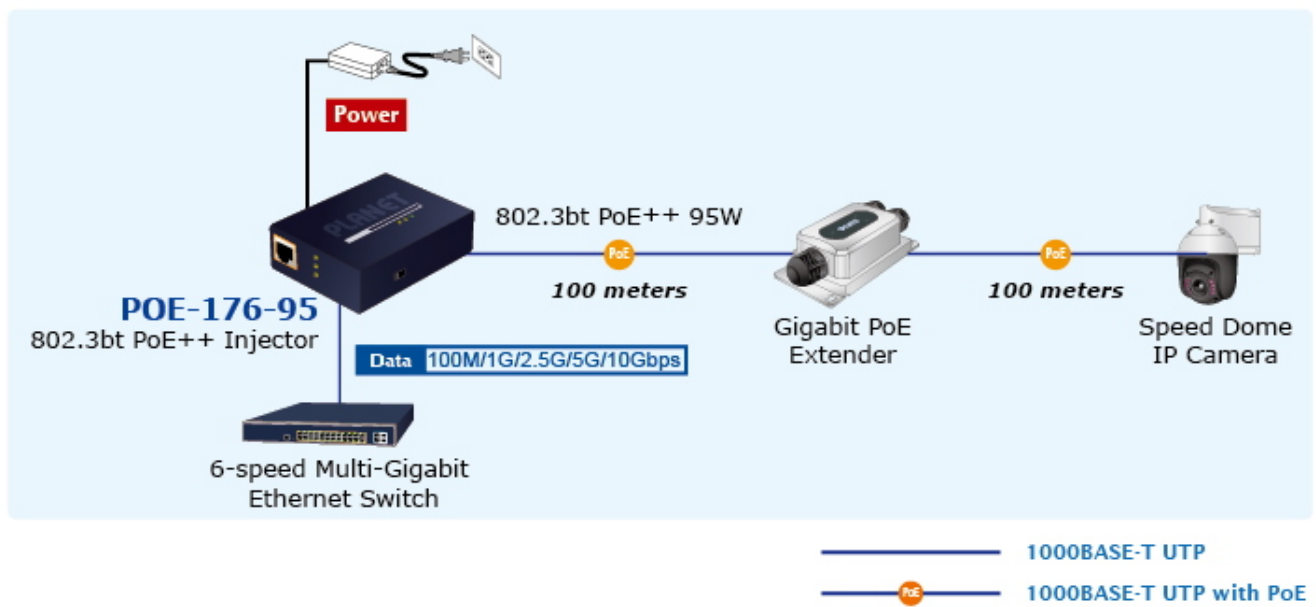 Power
PLANET
802.3bt PoE++ 95W
PoE
PoE
100 meters
100 meters
POE-176-95
802.3bt PoE++ Injector
Gigabit PoE
Extender
Speed Dome
IP Camera
Data 100M/1G/2.5G/5G/10Gbps
6-speed Multi-Gigabit
Ethernet Switch
1000BASE-T UTP
PoE
1000BASE-T UTP with PoE